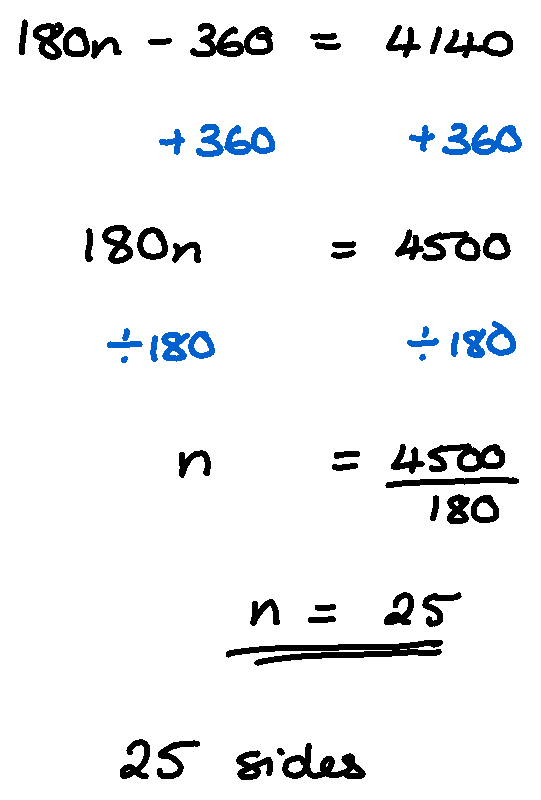 180n - 360 = 4140
+360 +360
180n = 4500
÷180 ÷180
n = 4500
180
n = 25
25 sides